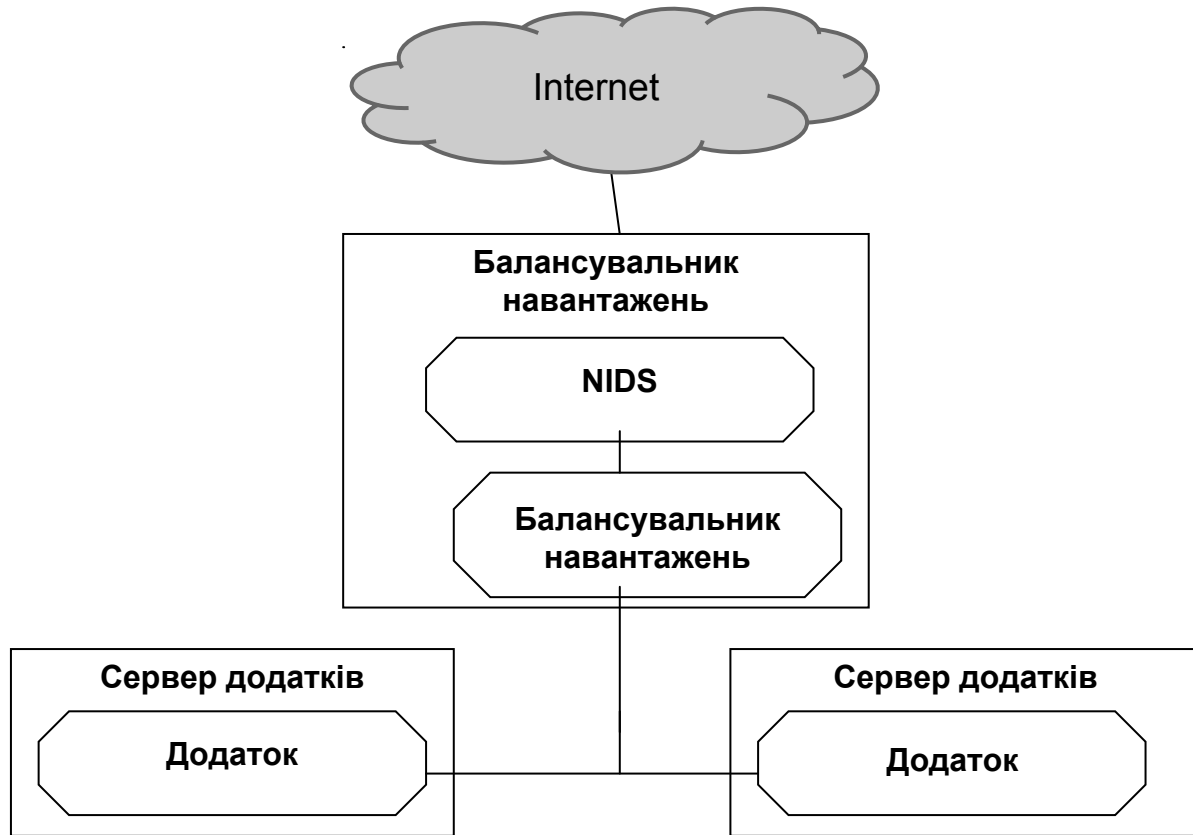 Internet
Балансувальник
навантажень
NIDS
Балансувальник
навантажень
Сервер додатків
Додаток
Сервер додатків
Додаток